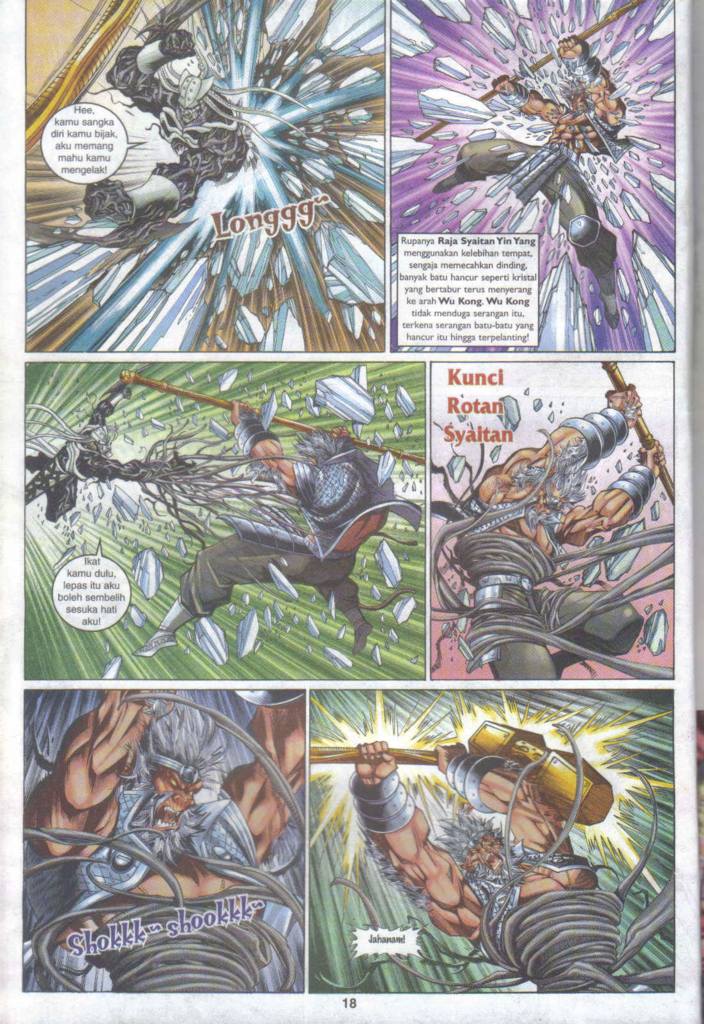 Hee,
kamu sangka
diri kamu bijak,
aku memang
mahu kamu
mengelak!
Longgg~
Rupanya Raja Syaitan Yin Yang
menggunakan kelebihan tempat,
sengaja memecahkan dinding,
banyak batu hancur seperti kristal
yang bertabur terus menyerang
ke arah Wu Kong. Wu Kong
tidak menduga serangan itu,
terkena serangan batu-batu yang
hancur itu hingga terpelanting!
Ikat
kamu dulu,
lepas itu aku
boleh sembelih
sesuka hati
aku!
Kunci
Rotan
Syaitan
Shokkk~ shookkk~
Jahanam!
18